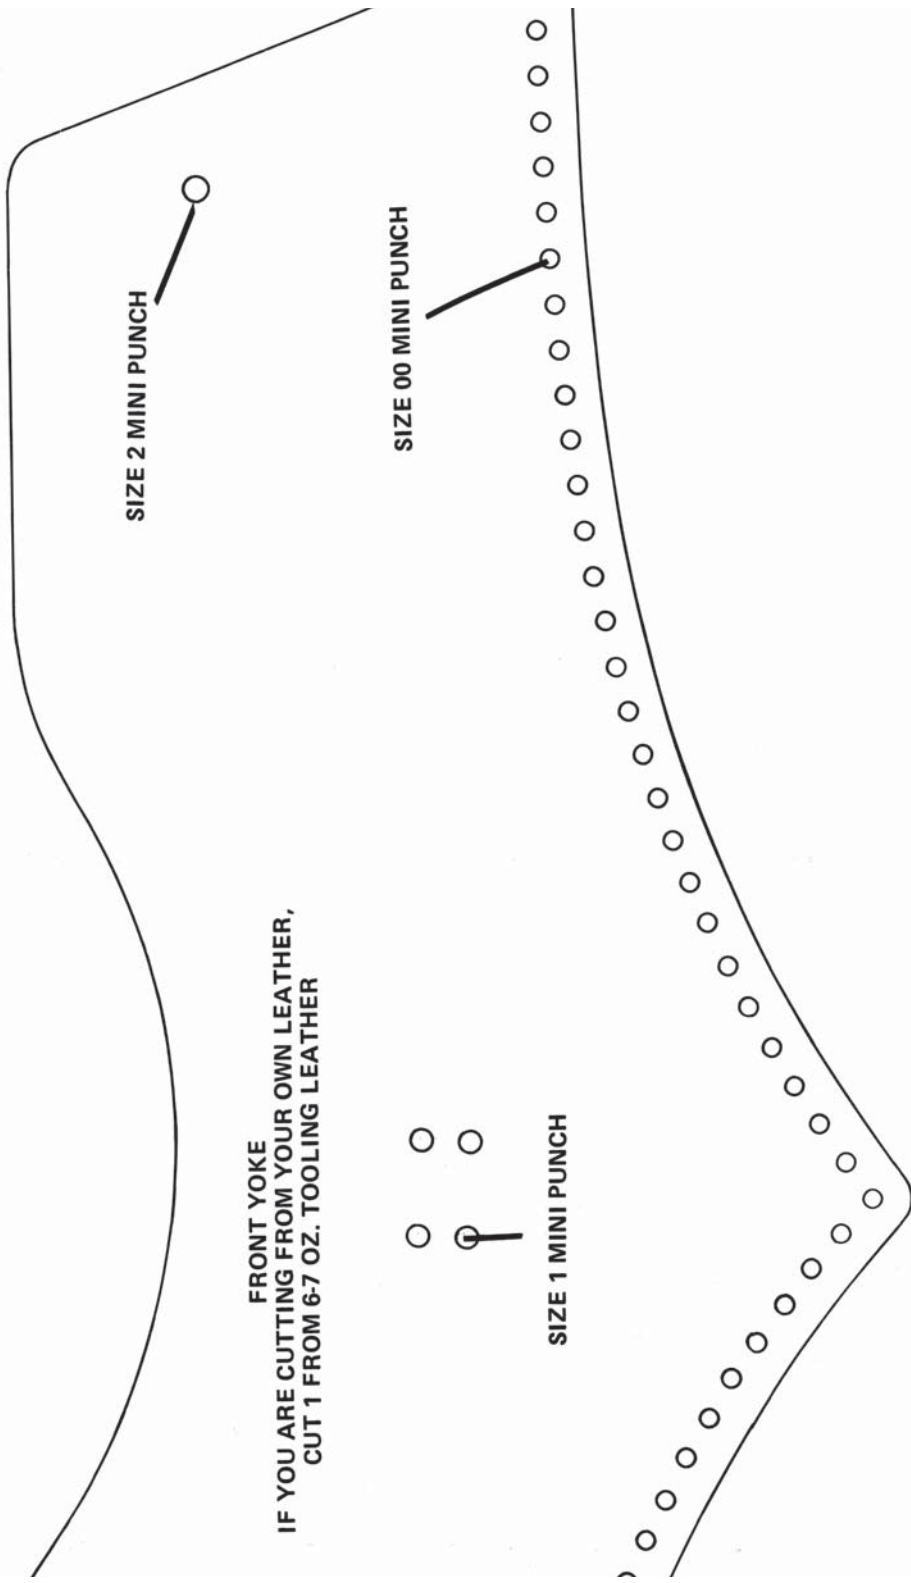 SIZE 2 MINI PUNCH
SIZE 00 MINI PUNCH
FRONT YOKE
IF YOU ARE CUTTING FROM YOUR OWN LEATHER,
CUT 1 FROM 6-7 OZ. TOOLING LEATHER
SIZE 1 MINI PUNCH